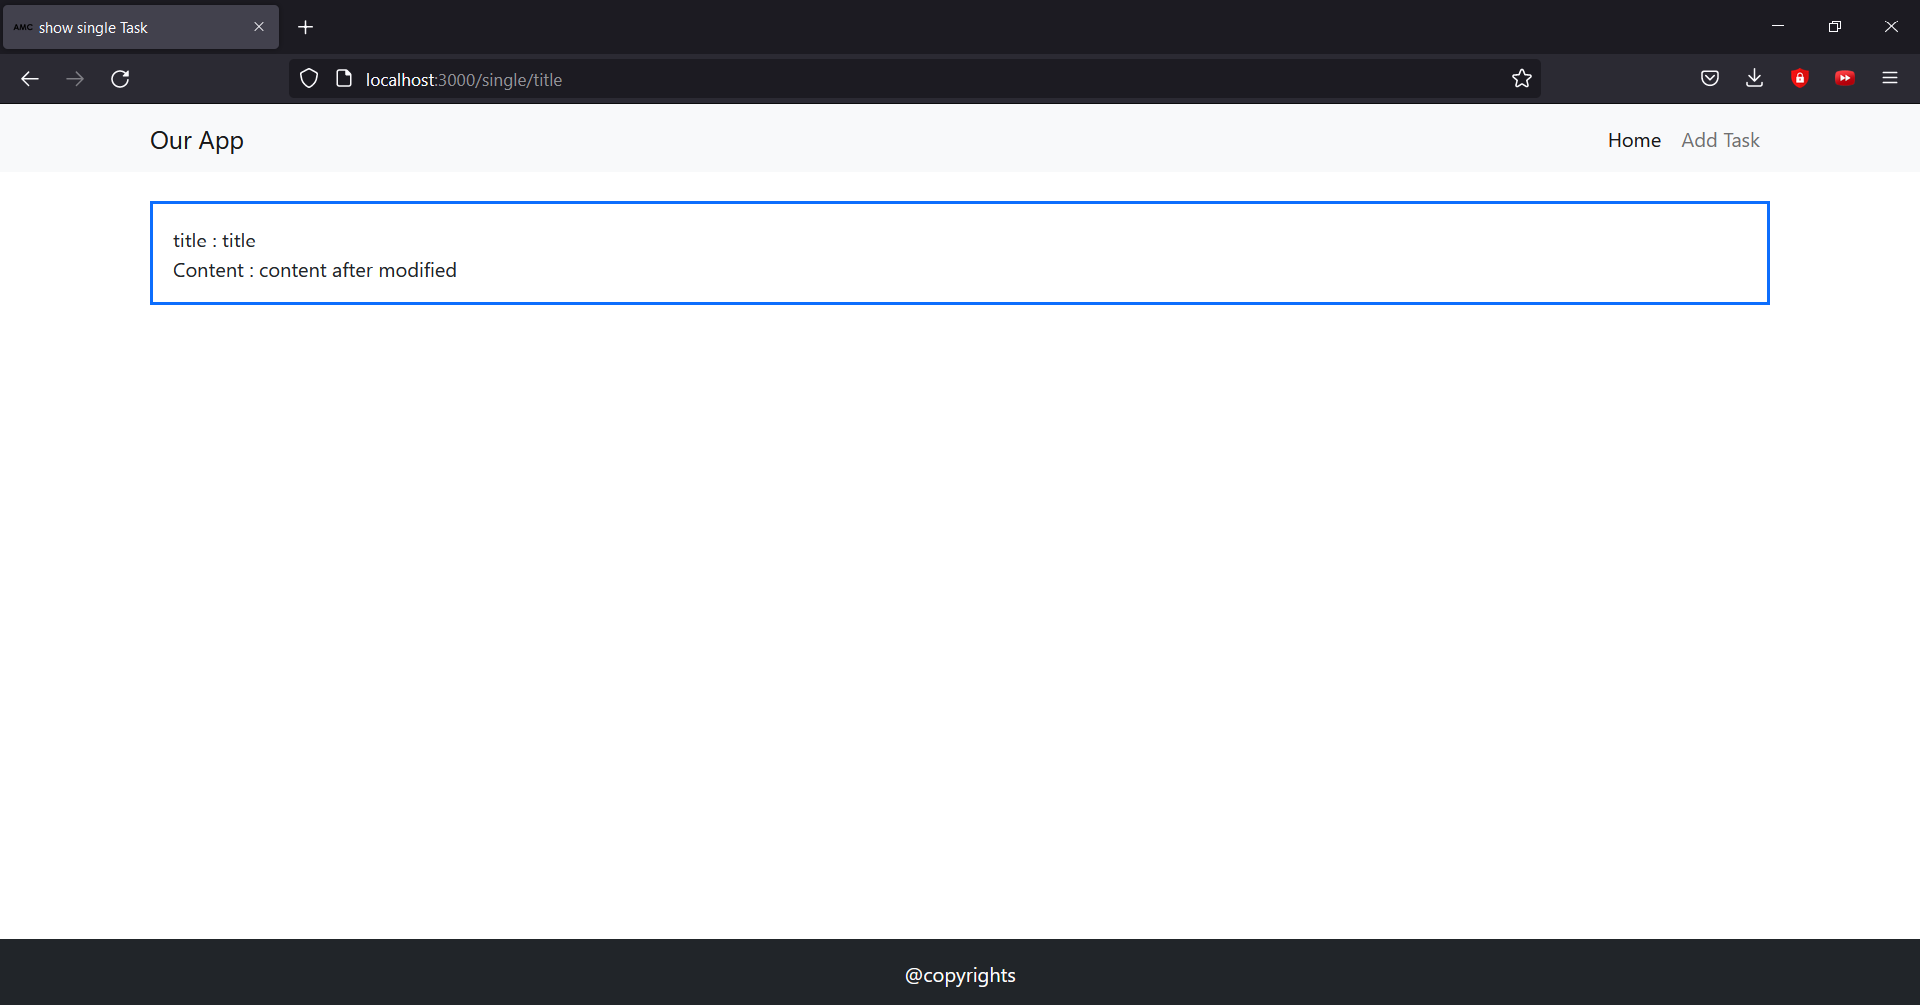 AMC show single Task
localhost:3000/single/title
Our App
Home Add Task
title : title
Content : content after modified
@copyrights